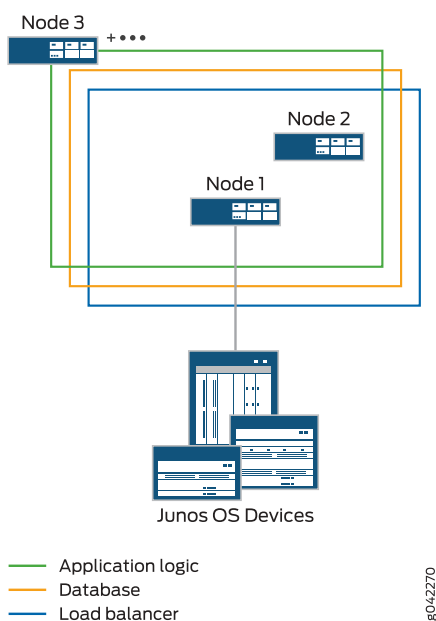 Node 3
+•••
Node 2
Node 1
Junos OS Devices
Application logic
Database
Load balancer
g042270